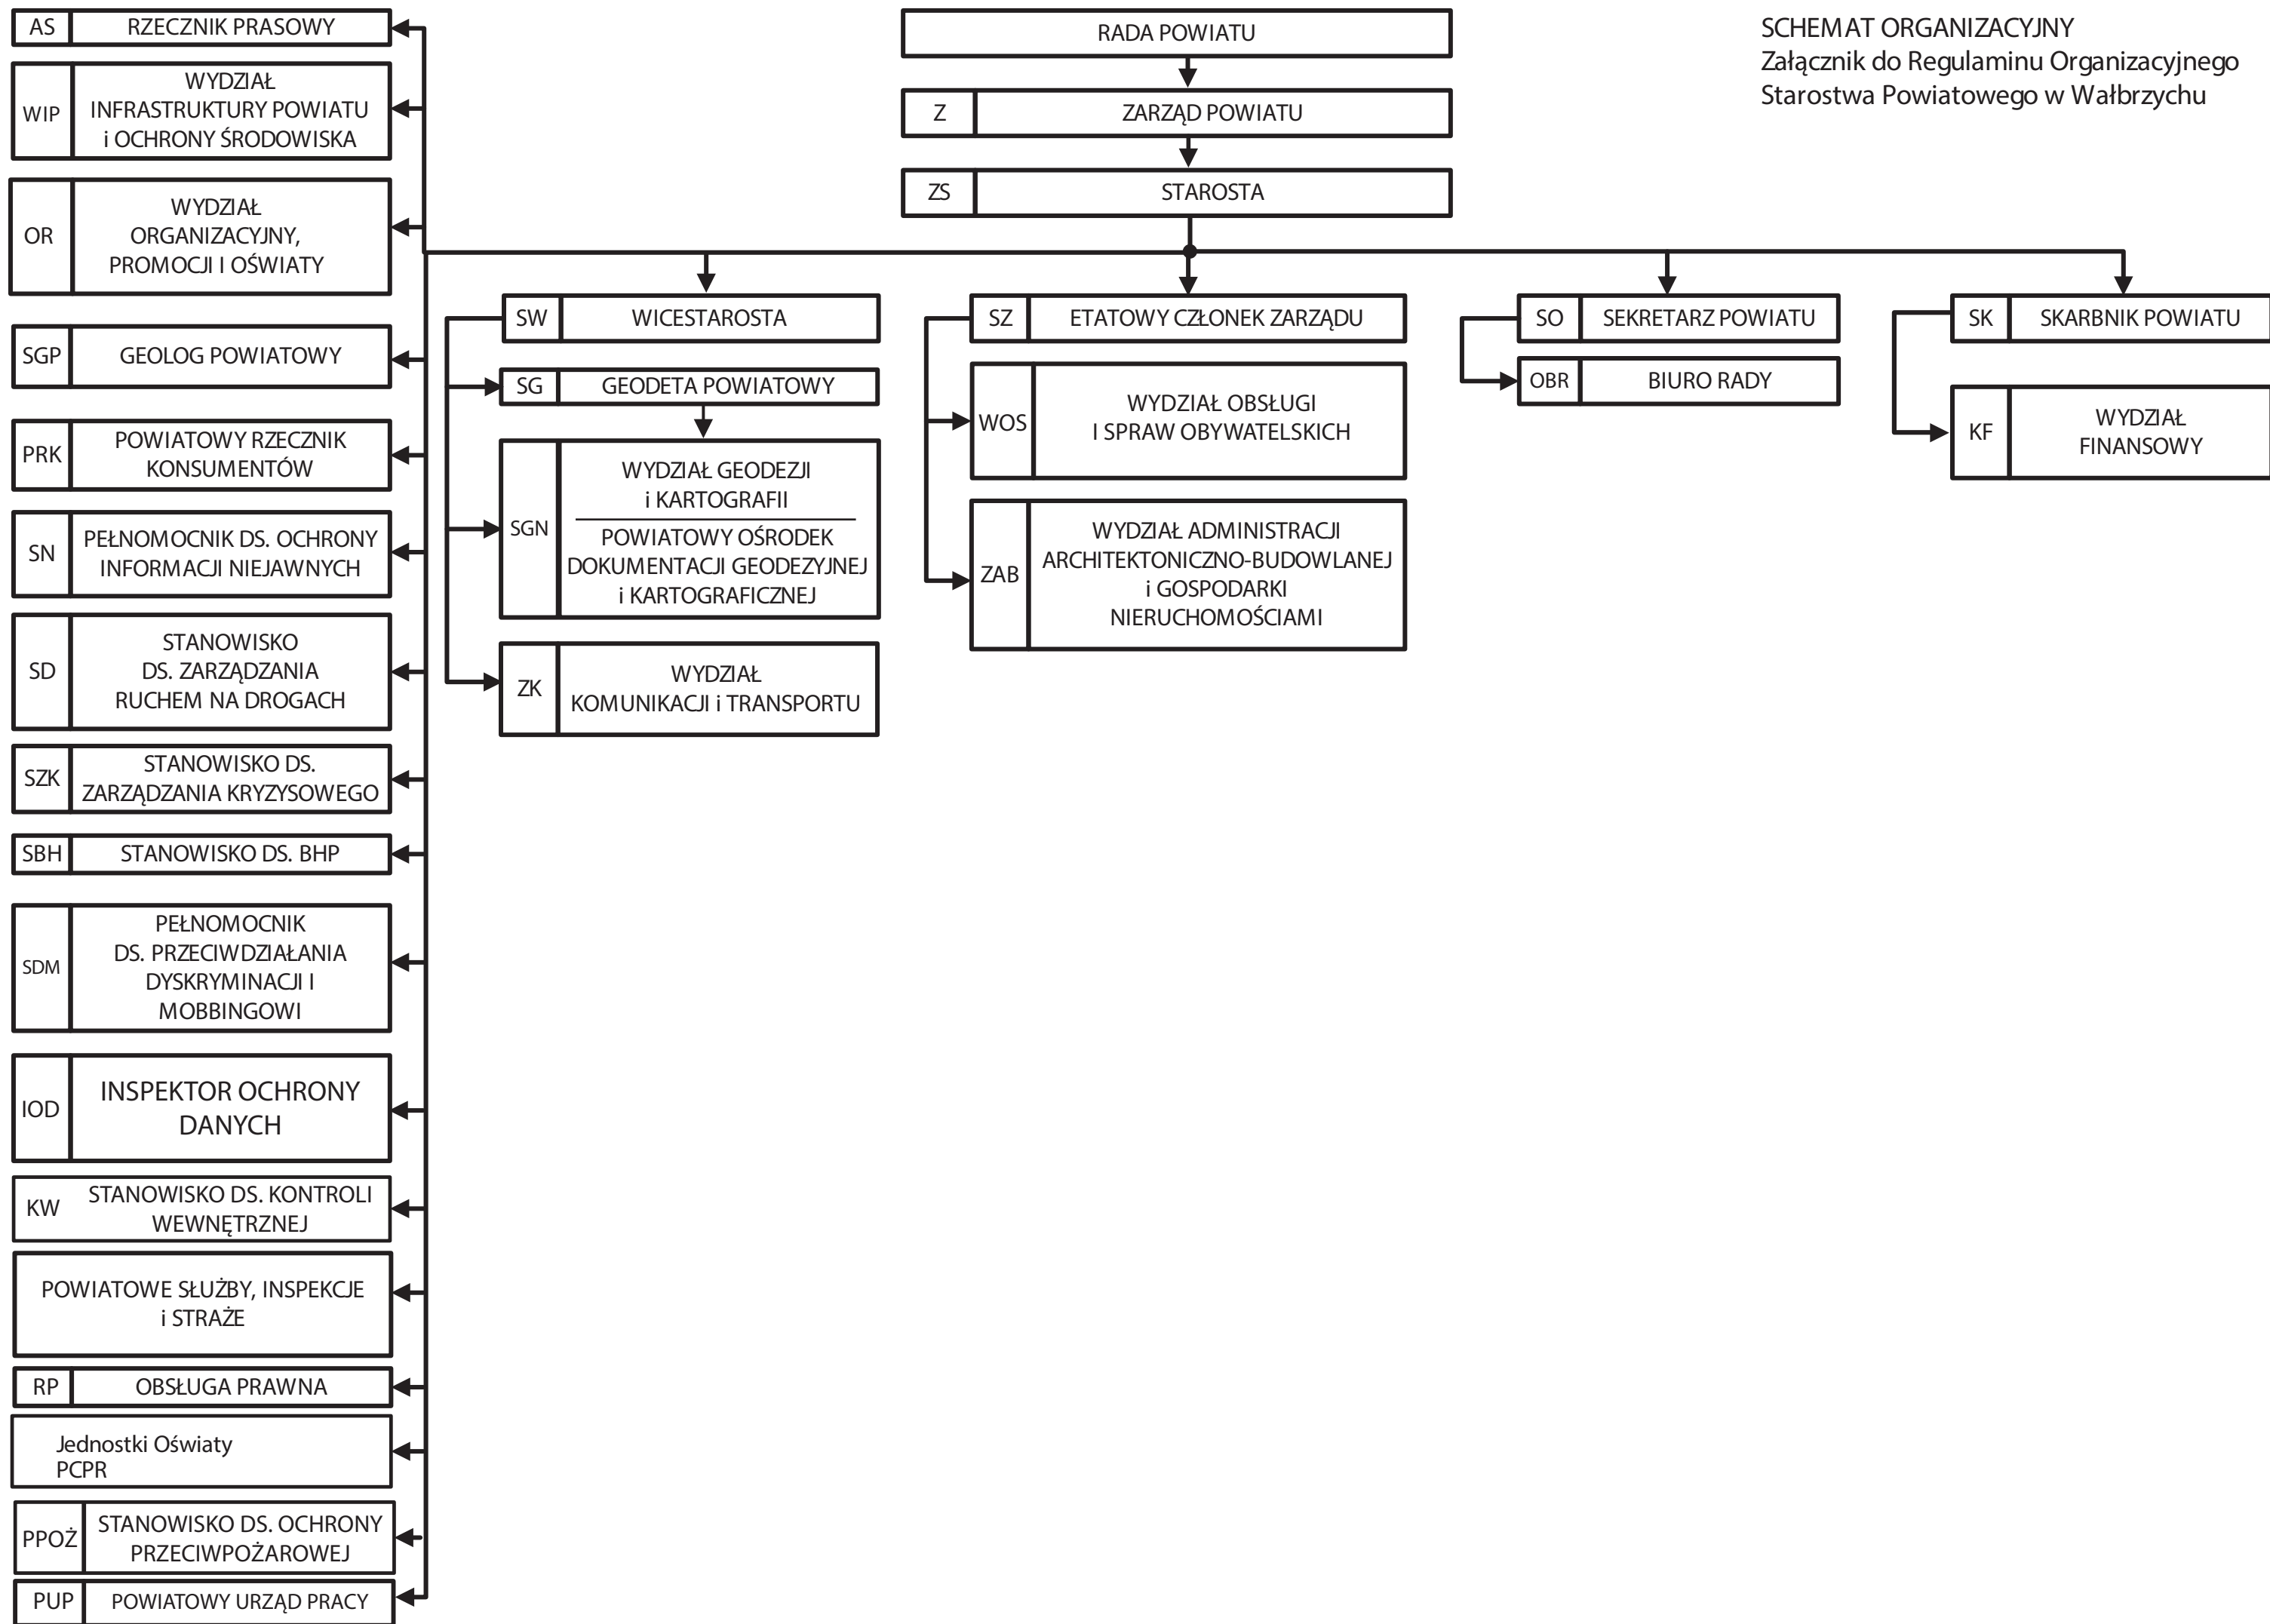 SCHEMAT ORGANIZACYJNY
Załącznik do Regulaminu Organizacyjnego
Starostwa Powiatowego w Wałbrzychu
RADA POWIATU
Z ZARZĄD POWIATU
ZS STAROSTA
AS RZECZNIK PRASOWY
WIP
WYDZIAŁ
INFRASTRUKTURY POWIATU
i OCHRONY ŚRODOWISKA
OR
WYDZIAŁ
ORGANIZACYJNY,
PROMOCJI I OŚWIATY
SGP GEOLOG POWIATOWY
PRK
POWIATOWY RZECZNIK
KONSUMENTÓW
SN
PEŁNOMOCNIK DS. OCHRONY
INFORMACJI NIEJAWNYCH
SD
STANOWISKO
DS. ZARZĄDZANIA
RUCHEM NA DROGACH
SZK
STANOWISKO DS.
ZARZĄDZANIA KRYZYSOWEGO
SBH STANOWISKO DS. BHP
SDM
PEŁNOMOCNIK
DS. PRZECIWDZIAŁANIA
DYSKRYMINACJI I
MOBBINGOWI
IOD
INSPEKTOR OCHRONY
DANYCH
KW
STANOWISKO DS. KONTROLI
WEWNĘTRZNEJ
POWIATOWE SŁUŻBY, INSPEKCJE
i STRAŻE
RP OBSŁUGA PRAWNA
Jednostki Oświaty
PCPR
PPOŻ
STANOWISKO DS. OCHRONY
PRZECIWPOŻAROWEJ
PUP POWIATOWY URZĄD PRACY
SW WICESTAROSTA
SG GEODETA POWIATOWY
SGN
WYDZIAŁ GEODEZJI
i KARTOGRAFII
POWIATOWY OŚRODEK
DOKUMENTACJI GEODEZYJNEJ
i KARTOGRAFICZNEJ
ZK
WYDZIAŁ
KOMUNIKACJI i TRANSPORTU
SZ ETATOWY CZŁONEK ZARZĄDU
WOS
WYDZIAŁ OBSŁUGI
I SPRAW OBYWATELSKICH
ZAB
WYDZIAŁ ADMINISTRACJI
ARCHITEKTONICZNO-BUDOWLANEJ
i GOSPODARKI
NIERUCHOMOŚCIAMI
SO SEKRETARZ POWIATU
OBR BIURO RADY
SK SKARBNIK POWIATU
KF
WYDZIAŁ
FINANSOWY